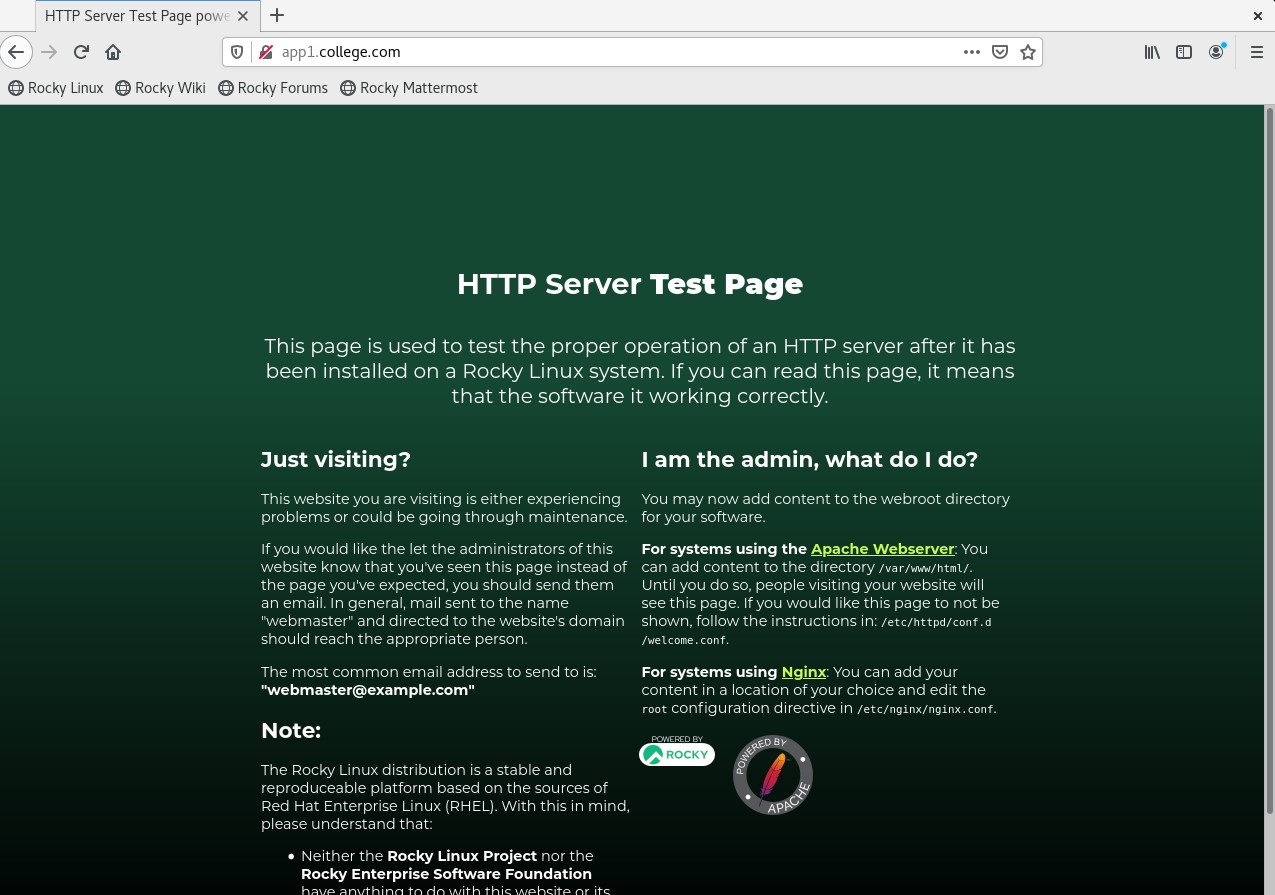 HTTP Server Test Page powe
app1.college.com
Rocky Linux Rocky Wiki Rocky Forums Rocky Mattermost
HTTP Server Test Page
This page is used to test the proper operation of an HTTP server after it has
been installed on a Rocky Linux system. If you can read this page, it means
that the software it working correctly.
Just visiting?
This website you are visiting is either experiencing
problems or could be going through maintenance.
If you would like the let the administrators of this
website know that you've seen this page instead of
the page you've expected, you should send them
an email. In general, mail sent to the name
"webmaster" and directed to the website's domain
should reach the appropriate person.
The most common email address to send to is:
"webmaster@example.com"
Note:
The Rocky Linux distribution is a stable and
reproduceable platform based on the sources of
Red Hat Enterprise Linux (RHEL). With this in mind,
please understand that:
• Neither the Rocky Linux Project nor the
Rocky Enterprise Software Foundation
have anything to do with this website or its
I am the admin, what do I do?
You may now add content to the webroot directory
for your software.
For systems using the Apache Webserver: You
can add content to the directory /var/www/html/.
Until you do so, people visiting your website will
see this page. If you would like this page to not be
shown, follow the instructions in: /etc/httpd/conf.d
/welcome.conf.
For systems using Nginx: You can add your
content in a location of your choice and edit the
root configuration directive in /etc/nginx/nginx.conf.
POWERED BY
ROCKY
POWERED BY
APACHE